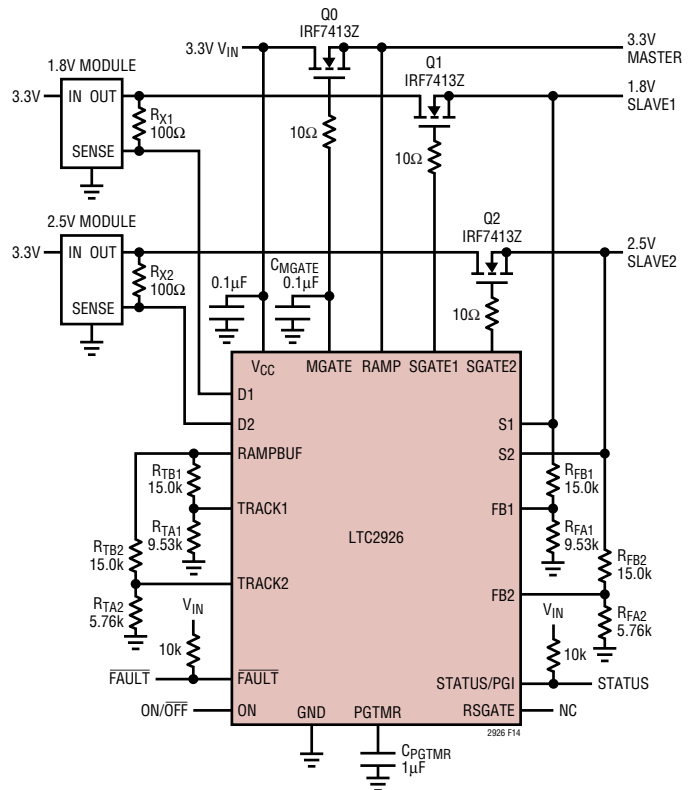 Q0
IRF7413Z
3.3V VIN
3.3V
MASTER
1.8V MODULE
Q1
IRF7413Z
1.8V
SLAVE1
3.3V
IN OUT
RX1
100Ω
SENSE
10Ω
10Ω
2.5V MODULE
Q2
IRF7413Z
2.5V
SLAVE2
3.3V
IN OUT
RX2
100Ω
SENSE
0.1µF
CMGATE
0.1µF
10Ω
VCC
MGATE
RAMP
SGATE1
SGATE2
D1
D2
S1
S2
RAMPBUF
RTB1
15.0k
RFB1
15.0k
TRACK1
FB1
RTA1
9.53k
LTC2926
RFA1
9.53k
RTB2
15.0k
RFB2
15.0k
TRACK2
FB2
RTA2
5.76k
RFA2
5.76k
VIN
10k
VIN
10k
FAULT
FAULT
STATUS/PGI
STATUS
ON/OFF
ON
GND
PGTMR
RSGATE
NC
2926 F14
CPGTMR
1µF